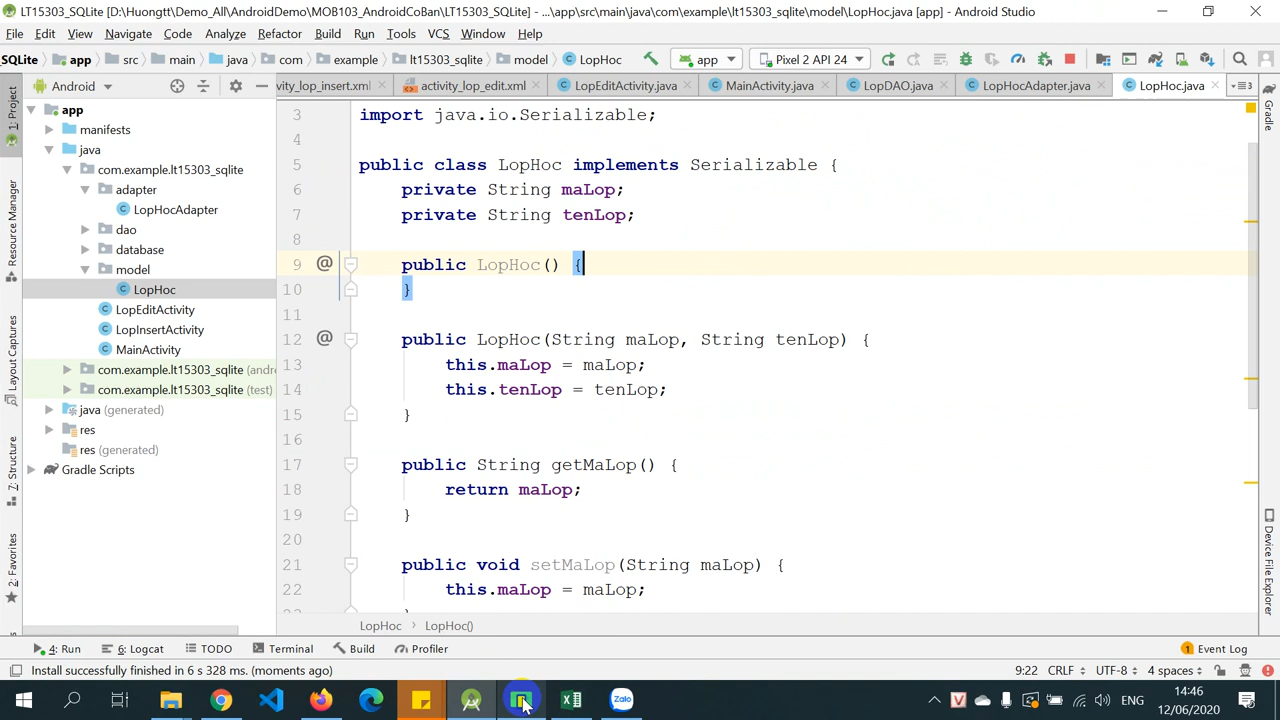 LT15303_SQLite [D:\Huongtt\Demo_All\AndroidDemo\MOB103_AndroidCoBan\LT15303_SQLite] - ...\app\src\main\java\com\example\lt15303_sqlite\LopHoc.java [app] - Android Studio
File Edit View Navigate Code Analyze Refactor Build Run Tools VCS Window Help
SQLite app src main java com example lt15303_sqlite model LopHoc app Pixel 2 API 24
1: Project Android ivity_lop_insert.xml activity_lop_edit.xml LopEditActivity.java MainActivity.java LopDAO.java LopHocAdapter.java LopHoc.java Gradle
app
manifests
java
com.example.lt15303_sqlite
adapter
LopHocAdapter
dao
database
model
LopHoc
LopEditActivity
LopInsertActivity
MainActivity
com.example.lt15303_sqlite (andro
com.example.lt15303_sqlite (test)
java (generated)
res
res (generated)
Gradle Scripts
Resource Manager
Layout Captures
7: Structure
2: Favorites
3 import java.io.Serializable;
4
5 public class LopHoc implements Serializable {
6 private String maLop;
7 private String tenLop;
8
9 @ public LopHoc() {
10 }
11
12 @ public LopHoc(String maLop, String tenLop) {
13 this.maLop = maLop;
14 this.tenLop = tenLop;
15 }
16
17 public String getMaLop() {
18 return maLop;
19 }
20
21 public void setMaLop(String maLop) {
22 this.maLop = maLop;
Device File Explorer
LopHoc LopHoc()
4: Run 6: Logcat TODO Terminal Build Profiler 1 Event Log
Install successfully finished in 6 s 328 ms. (moments ago) 9:22 CRLF UTF-8 4 spaces
Zalo V ENG 14:46
12/06/2020